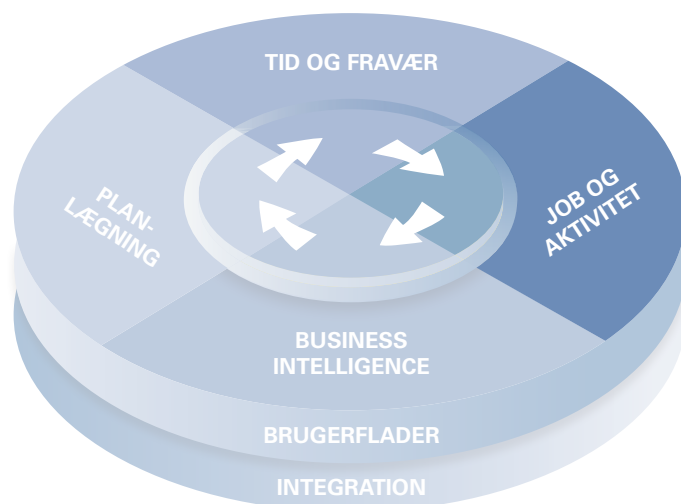 TID OG FRAVÆR
PLAN-
LÆGNING
JOB OG
AKTIVITET
BUSINESS
INTELLIGENCE
BRUGERFLADER
INTEGRATION